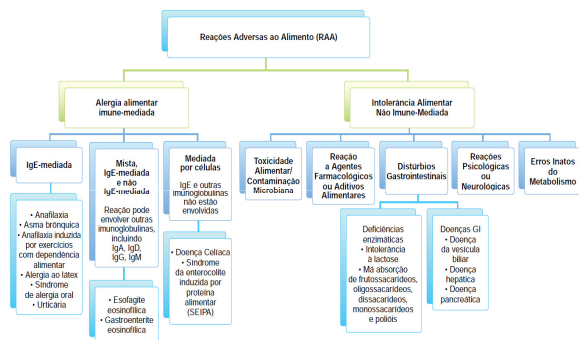 Reações Adversas ao Alimento (RAA)
Alergia alimentar
imune-mediada
Intolerância Alimentar
Não Imune-Mediada
IgE-mediada
Mista,
IgE-mediada
e não
IgE-mediada
Reação pode
envolver outras
imunoglobulinas,
incluindo
IgA, IgD,
IgG, IgM
Mediada
por células
IgE e outras
imunoglobulinas
não estão
envolvidas
Toxicidade
Alimentar/
Contaminação
Microbiana
Reação
a Agentes
Farmacológicos
ou Aditivos
Alimentares
Distúrbios
Gastrointestinais
Reações
Psicológicas
ou
Neurológicas
Erros Inatos
do
Metabolismo
• Anafilaxia
• Asma brônquica
• Anafilaxia induzida
por exercícios
com dependência
alimentar
• Alergia ao látex
• Síndrome
de alergia oral
• Urticária
• Esofagite
eosinofílica
• Gastroenterite
eosinofílica
• Doença Celíaca
• Síndrome
da enterocolite
induzida por
proteína
alimentar
(SEIPA)
Deficiências
enzimáticas
• Intolerância
à lactose
• Má absorção
de frutossacarídeos,
oligossacarídeos,
dissacarídeos,
monossacarídeos
e polióis
Doenças GI
• Doença
da vesícula
biliar
• Doença
hepática
• Doença
pancreática